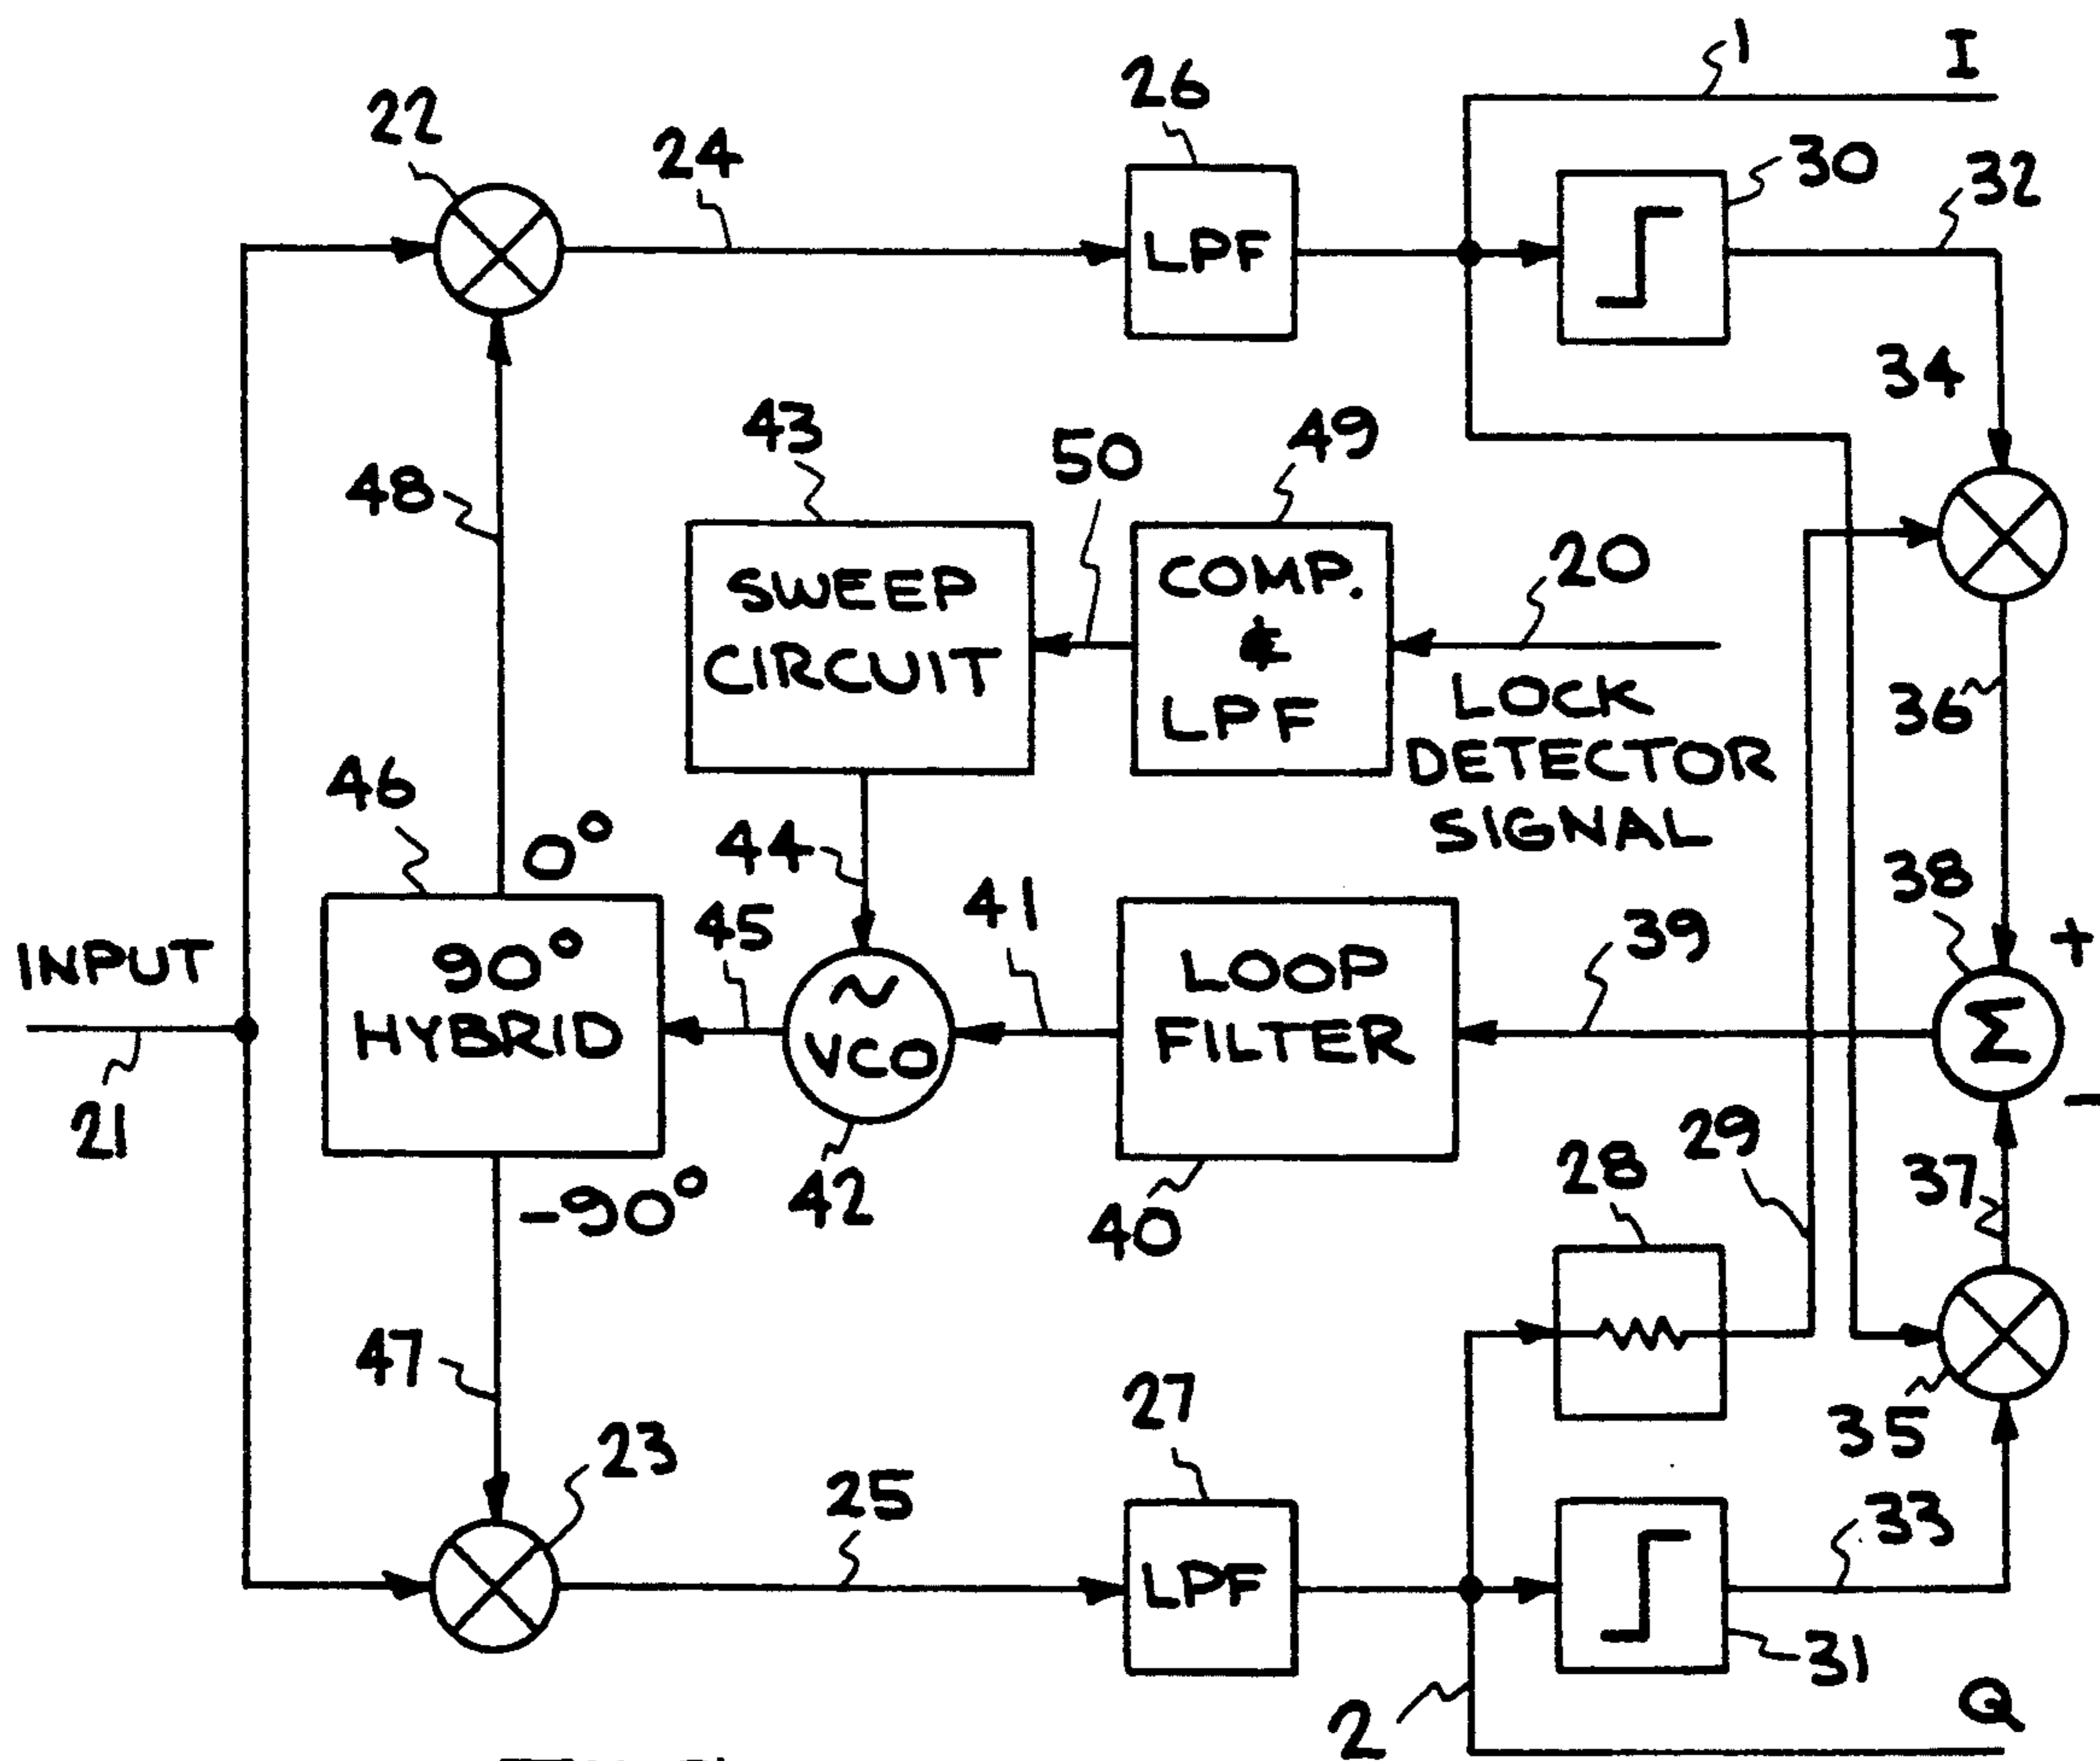 1
I
26
22
24
30
32
LPF
34
43
49
48
50
20
SWEEP
CIRCUIT
COMP.
&
LPF
LOCK
DETECTOR
SIGNAL
36
46
0°
44
38
45
41
39
+
INPUT
90°
HYBRID
~
VCO
LOOP
FILTER
Σ
−
21
-90°
42
40
28
29
37
47
27
35
23
25
33
LPF
31
2
Q